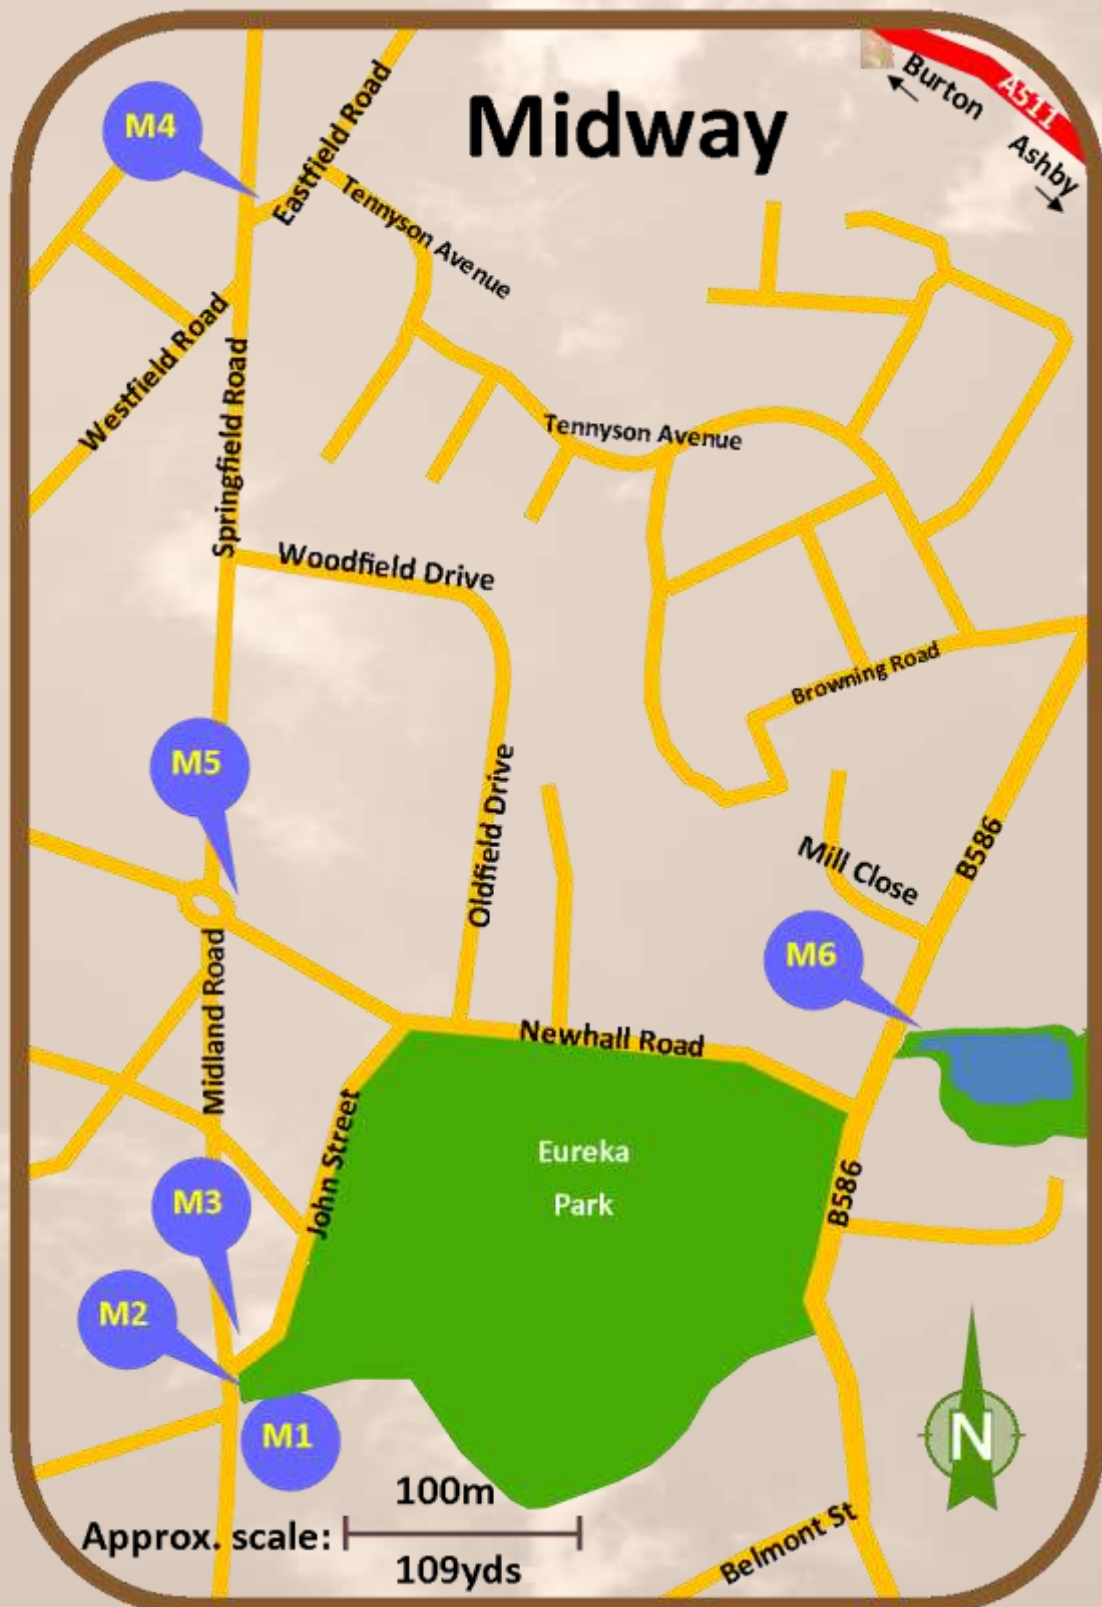 Midway
A511
Burton
Ashby
M4
Eastfield Road
Tennyson Avenue
Westfield Road
Springfield Road
Tennyson Avenue
Woodfield Drive
Browning Road
M5
Oldfield Drive
Mill Close
B586
M6
Midland Road
Newhall Road
John Street
Eureka
Park
B586
M3
M2
M1
N
100m
Approx. scale:
109yds
Belmont St